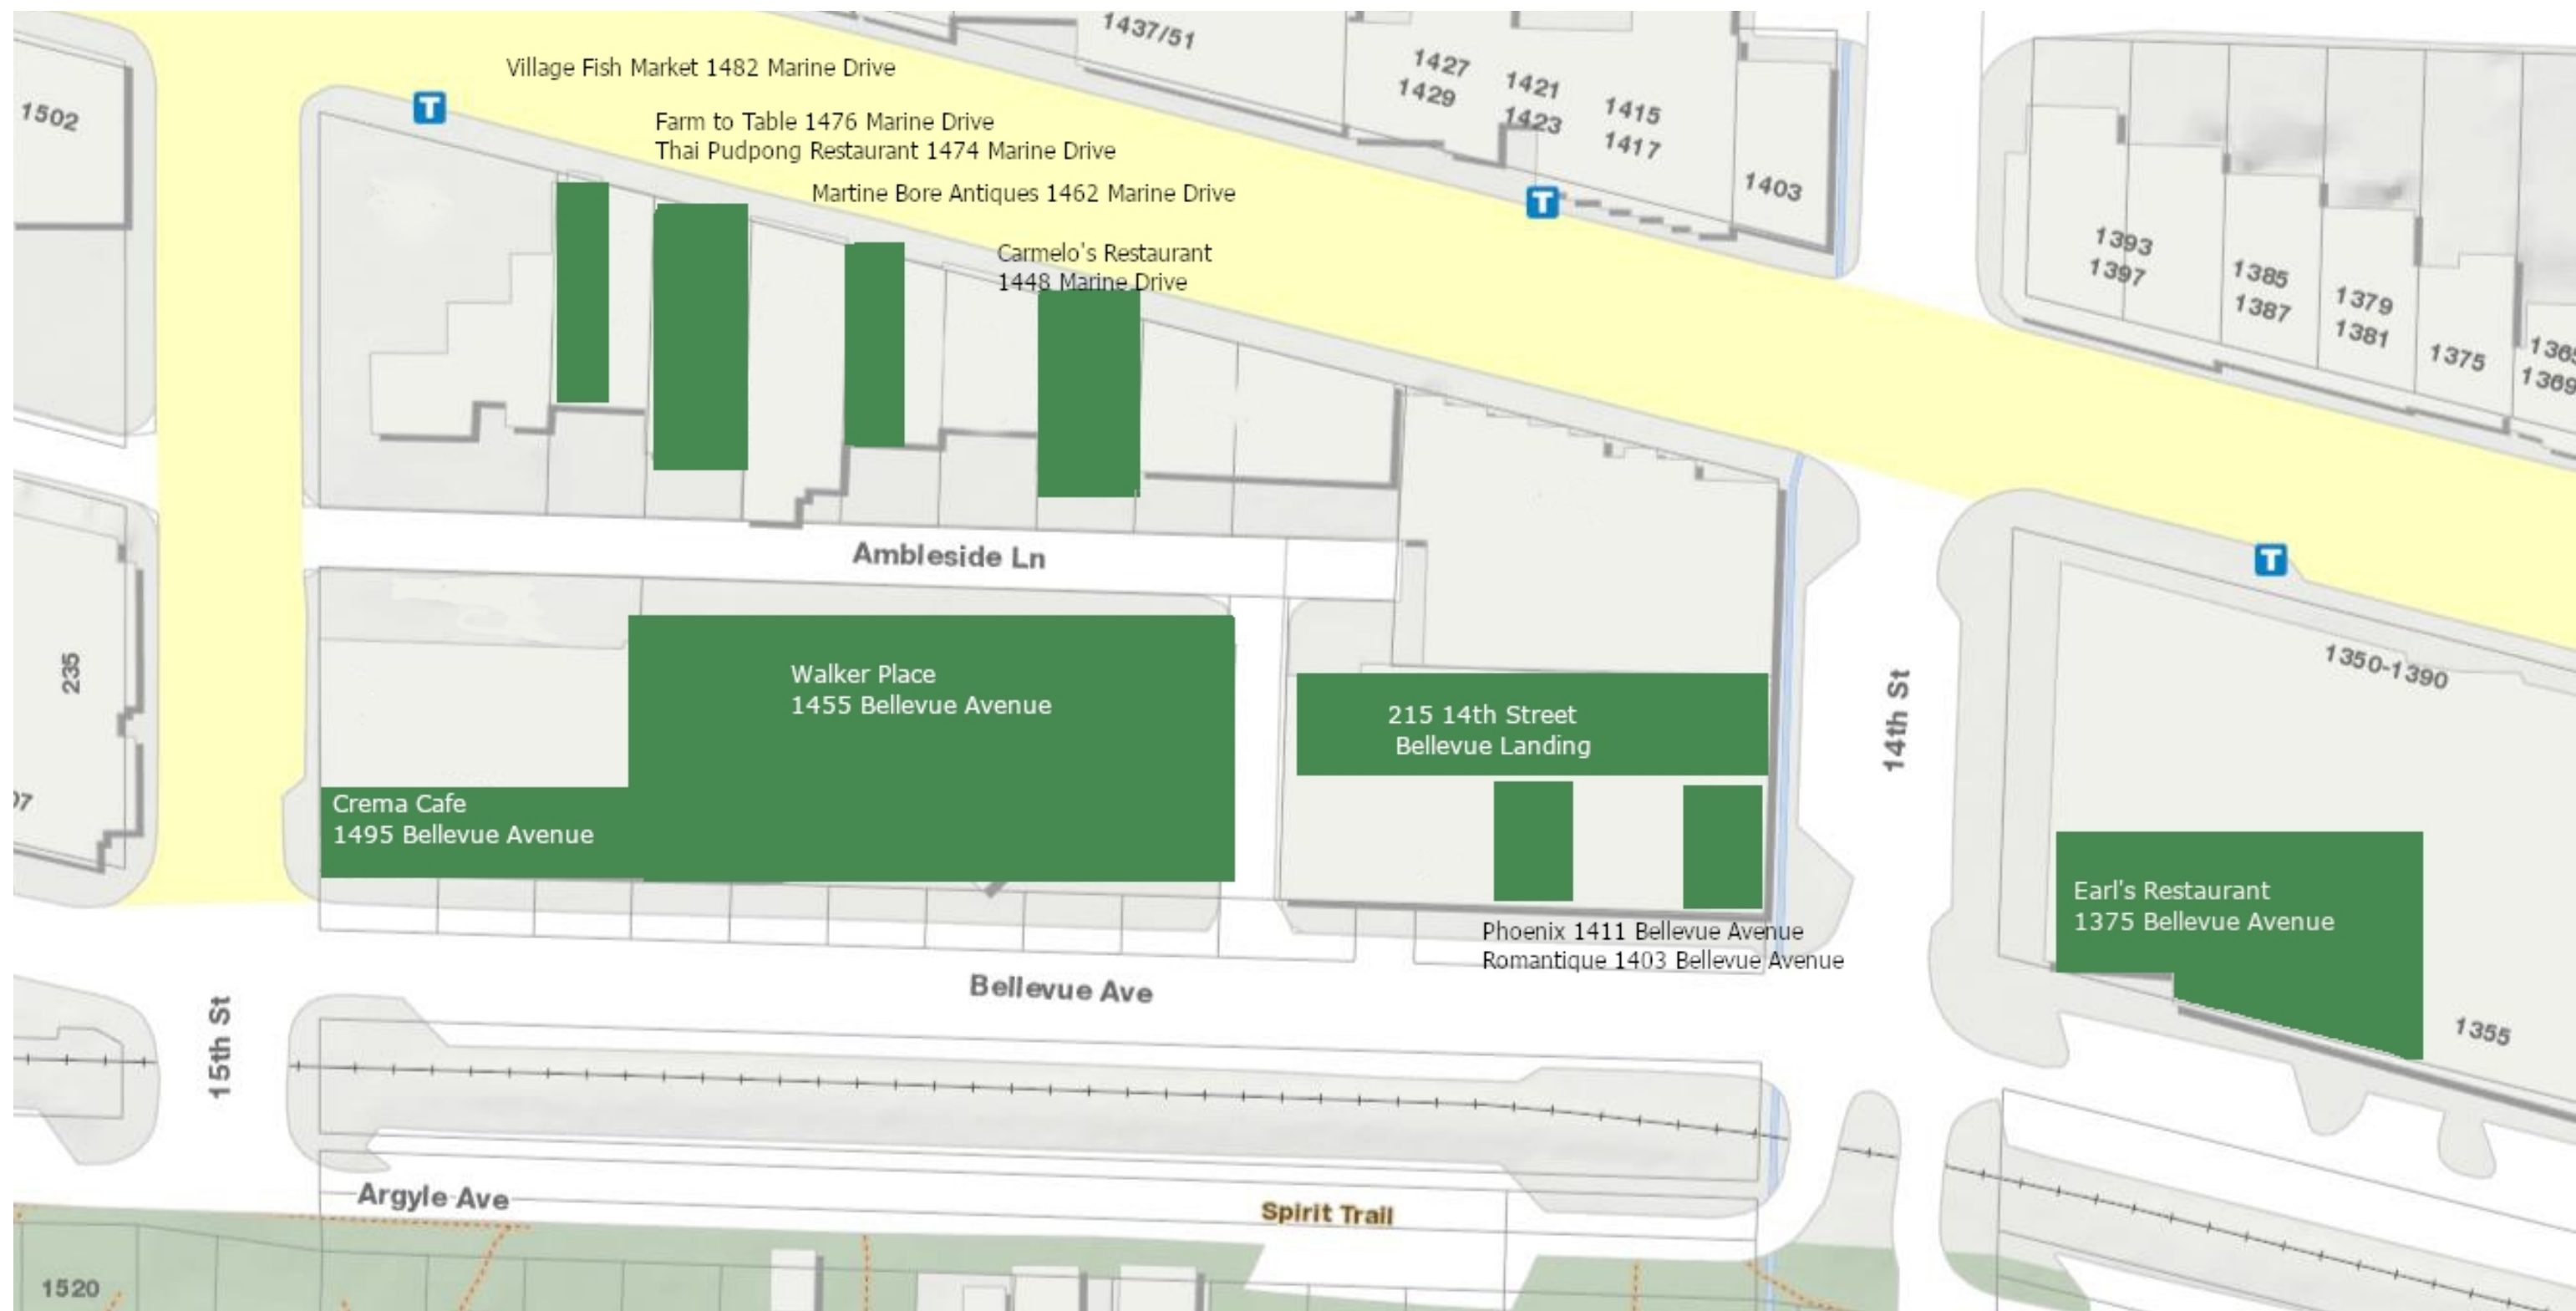 1437/51
1502
Village Fish Market 1482 Marine Drive
1427
1429
1421
1423
1415
1417
T
Farm to Table 1476 Marine Drive
Thai Pudpong Restaurant 1474 Marine Drive
Martine Bore Antiques 1462 Marine Drive
1403
T
Carmelo's Restaurant
1448 Marine Drive
1393
1397
1385
1387
1379
1381
1375
1369
Ambleside Ln
T
235
Walker Place
1455 Bellevue Avenue
215 14th Street
Bellevue Landing
14th St
1350-1390
Crema Cafe
1495 Bellevue Avenue
Earl's Restaurant
1375 Bellevue Avenue
Phoenix 1411 Bellevue Avenue
Romantique 1403 Bellevue Avenue
Bellevue Ave
15th St
1355
Argyle Ave
Spirit Trail
1520